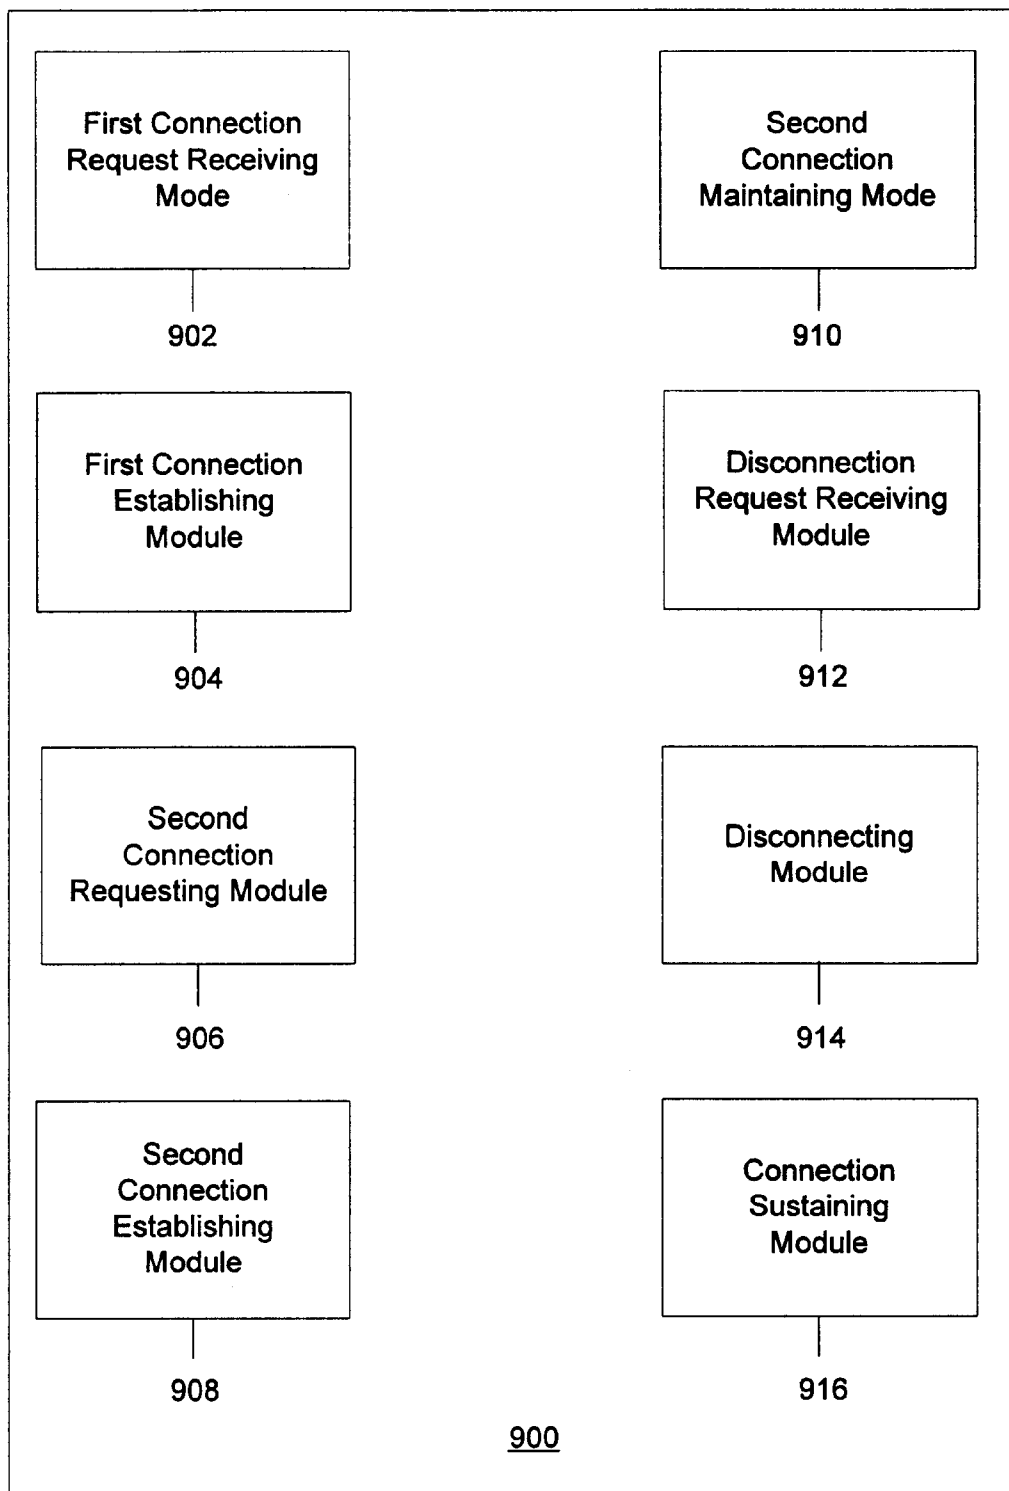 First Connection
Request Receiving
Mode
902
First Connection
Establishing
Module
904
Second
Connection
Requesting Module
906
Second
Connection
Establishing
Module
908
Second
Connection
Maintaining Mode
910
Disconnection
Request Receiving
Module
912
Disconnecting
Module
914
Connection
Sustaining
Module
916
900